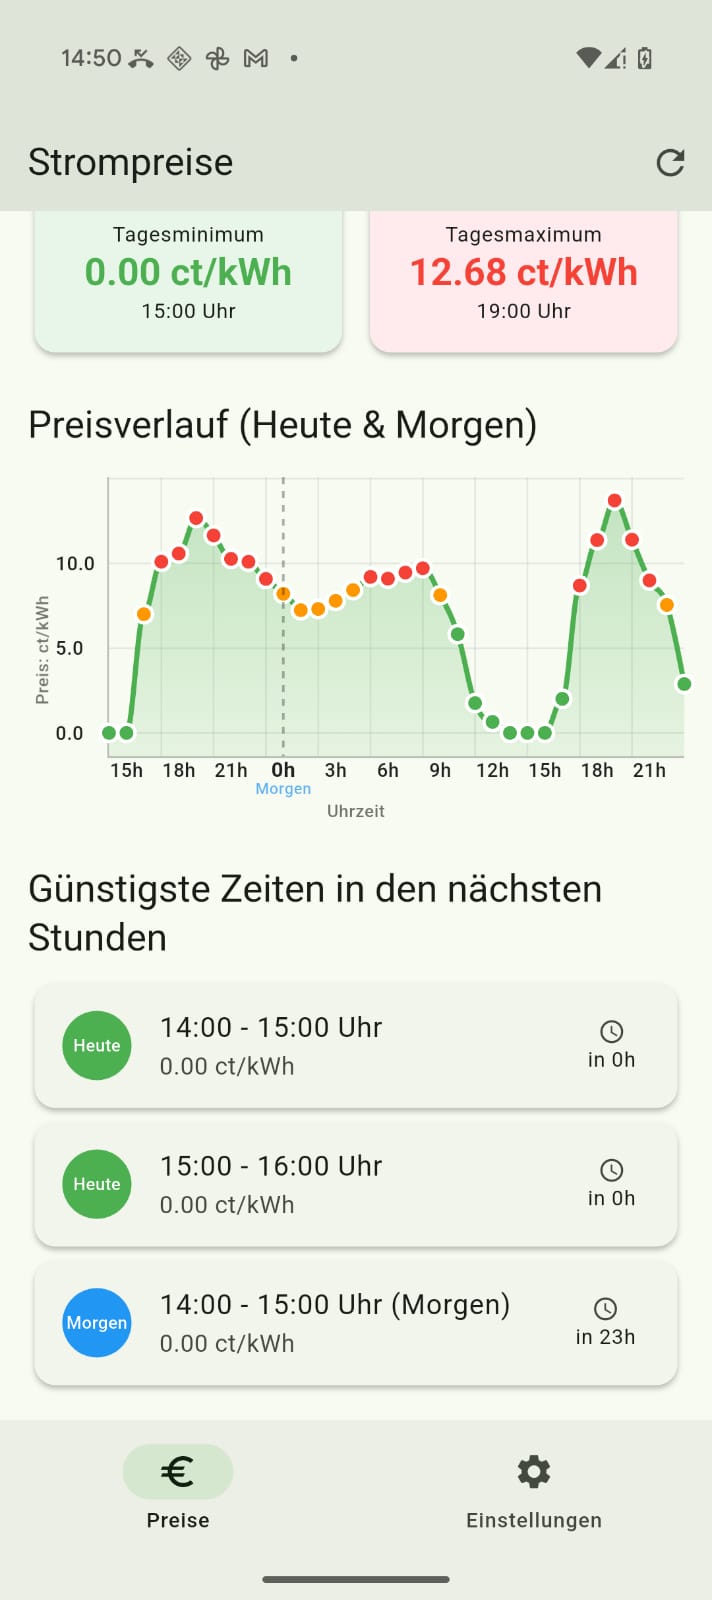 14:50
Strompreise
Tagesminimum
0.00 ct/kWh
15:00 Uhr
Tagesmaximum
12.68 ct/kWh
19:00 Uhr
Preisverlauf (Heute & Morgen)
Preis: ct/kWh
10.0
5.0
0.0
15h 18h 21h 0h 3h 6h 9h 12h 15h 18h 21h
Morgen
Uhrzeit
Günstigste Zeiten in den nächsten
Stunden
Heute
14:00 - 15:00 Uhr
0.00 ct/kWh
in 0h
Heute
15:00 - 16:00 Uhr
0.00 ct/kWh
in 0h
Morgen
14:00 - 15:00 Uhr (Morgen)
0.00 ct/kWh
in 23h
Preise
Einstellungen